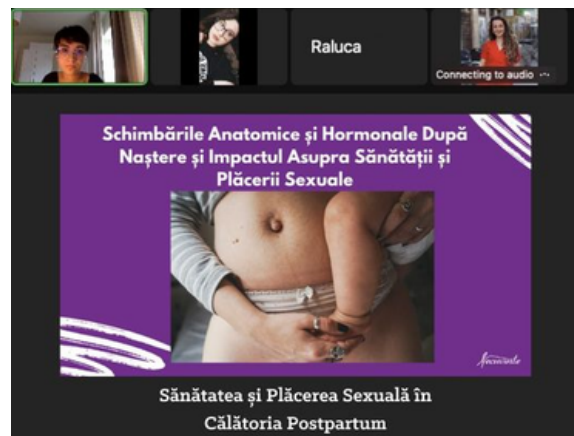 Raluca
Connecting to audio ...
Schimbările Anatomice și Hormonale După
Naștere și Impactul Asupra Sănătății și
Plăcerii Sexuale
Sănătatea și Plăcerea Sexuală în
Călătoria Postpartum